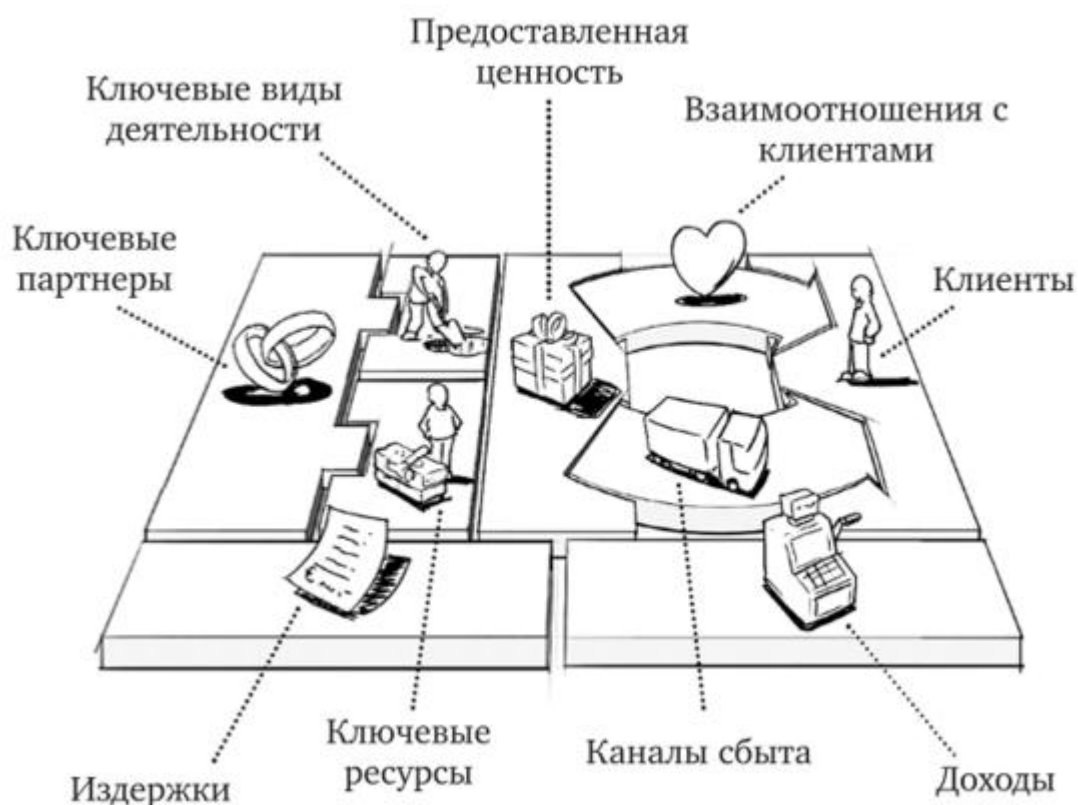 Предоставленная
ценность
Ключевые виды
деятельности
Взаимоотношения с
клиентами
Ключевые
партнеры
Клиенты
Ключевые
ресурсы
Каналы сбыта
Издержки
Доходы